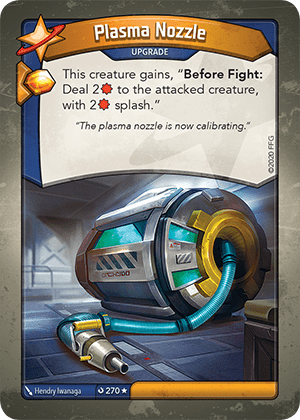 Plasma Nozzle
UPGRADE
This creature gains, “Before Fight:
Deal 2 to the attacked creature,
with 2 splash.”
“The plasma nozzle is now calibrating.”
©2020 FFG
Hendry Iwanaga
270